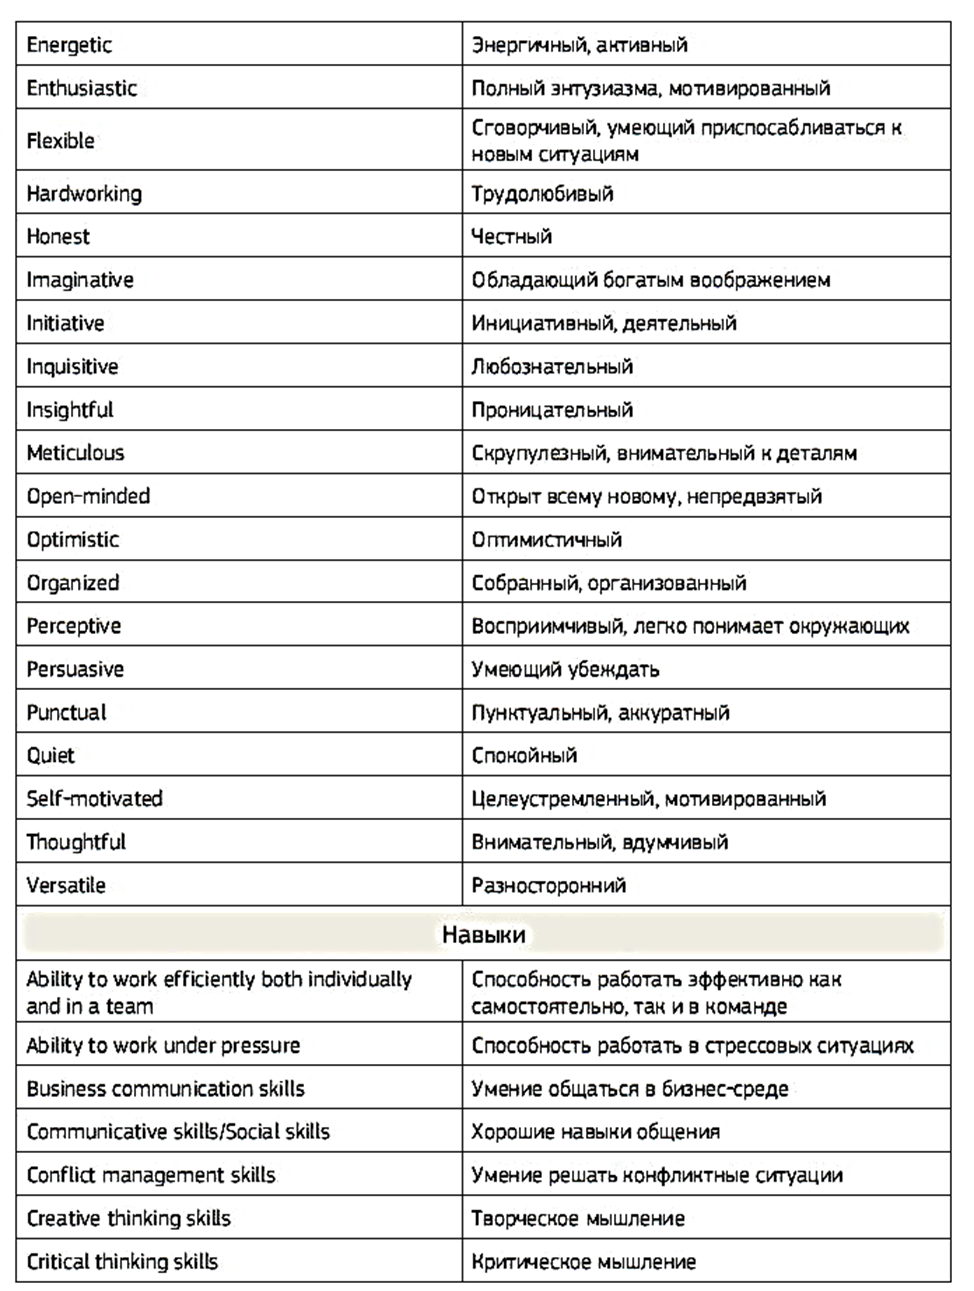 Energetic
Энергичный, активный
Enthusiastic
Полный энтузиазма, мотивированный
Flexible
Сговорчивый, умеющий приспосабливаться к
новым ситуациям
Hardworking
Трудолюбивый
Honest
Честный
Imaginative
Обладающий богатым воображением
Initiative
Инициативный, деятельный
Inquisitive
Любознательный
Insightful
Проницательный
Meticulous
Скрупулезный, внимательный к деталям
Open-minded
Открыт всему новому, непредвзятый
Optimistic
Оптимистичный
Organized
Собранный, организованный
Perceptive
Восприимчивый, легко понимает окружающих
Persuasive
Умеющий убеждать
Punctual
Пунктуальный, аккуратный
Quiet
Спокойный
Self-motivated
Целеустремленный, мотивированный
Thoughtful
Внимательный, вдумчивый
Versatile
Разносторонний
Навыки
Ability to work efficiently both individually
and in a team
Способность работать эффективно как
самостоятельно, так и в команде
Ability to work under pressure
Способность работать в стрессовых ситуациях
Business communication skills
Умение общаться в бизнес-среде
Communicative skills/Social skills
Хорошие навыки общения
Conflict management skills
Умение решать конфликтные ситуации
Creative thinking skills
Творческое мышление
Critical thinking skills
Критическое мышление